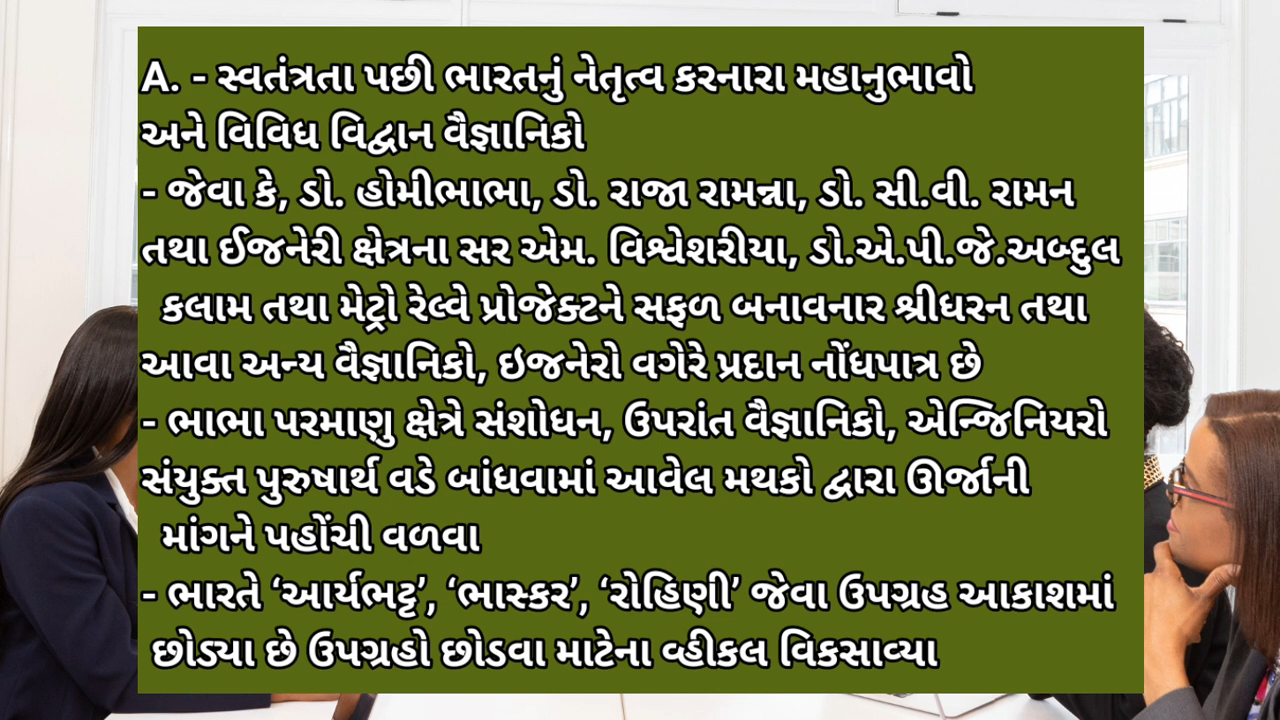 A. - સ્વતંત્રતા પછી ભારતનું નેતૃત્વ કરનારા મહાનુભાવો
અને વિવિધ વિદ્વાન વૈજ્ઞાનિકો
- જેવા કે, ડો. હોમીભાભા, ડો. રાજા રામન્ના, ડો. સી.વી. રામન
તથા ઈજનેરી ક્ષેત્રના સર એમ. વિશ્વેશરીયા, ડો.એ.પી.જે.અબ્દુલ
કલામ તથા મેટ્રો રેલ્વે પ્રોજેક્ટને સફળ બનાવનાર શ્રીધરન તથા
આવા અન્ય વૈજ્ઞાનિકો, ઇજનેરો વગેરે પ્રદાન નોંધપાત્ર છે
- ભાભા પરમાણુ ક્ષેત્રે સંશોધન, ઉપરાંત વૈજ્ઞાનિકો, એન્જિનિયરો
સંયુક્ત પુરુષાર્થ વડે બાંધવામાં આવેલ મથકો દ્વારા ઊર્જાની
માંગને પહોંચી વળવા
- ભારતે ‘આર્યભટ્ટ’, ‘ભાસ્કર’, ‘રોહિણી’ જેવા ઉપગ્રહ આકાશમાં
છોડ્યા છે ઉપગ્રહો છોડવા માટેના વ્હીકલ વિકસાવ્યા